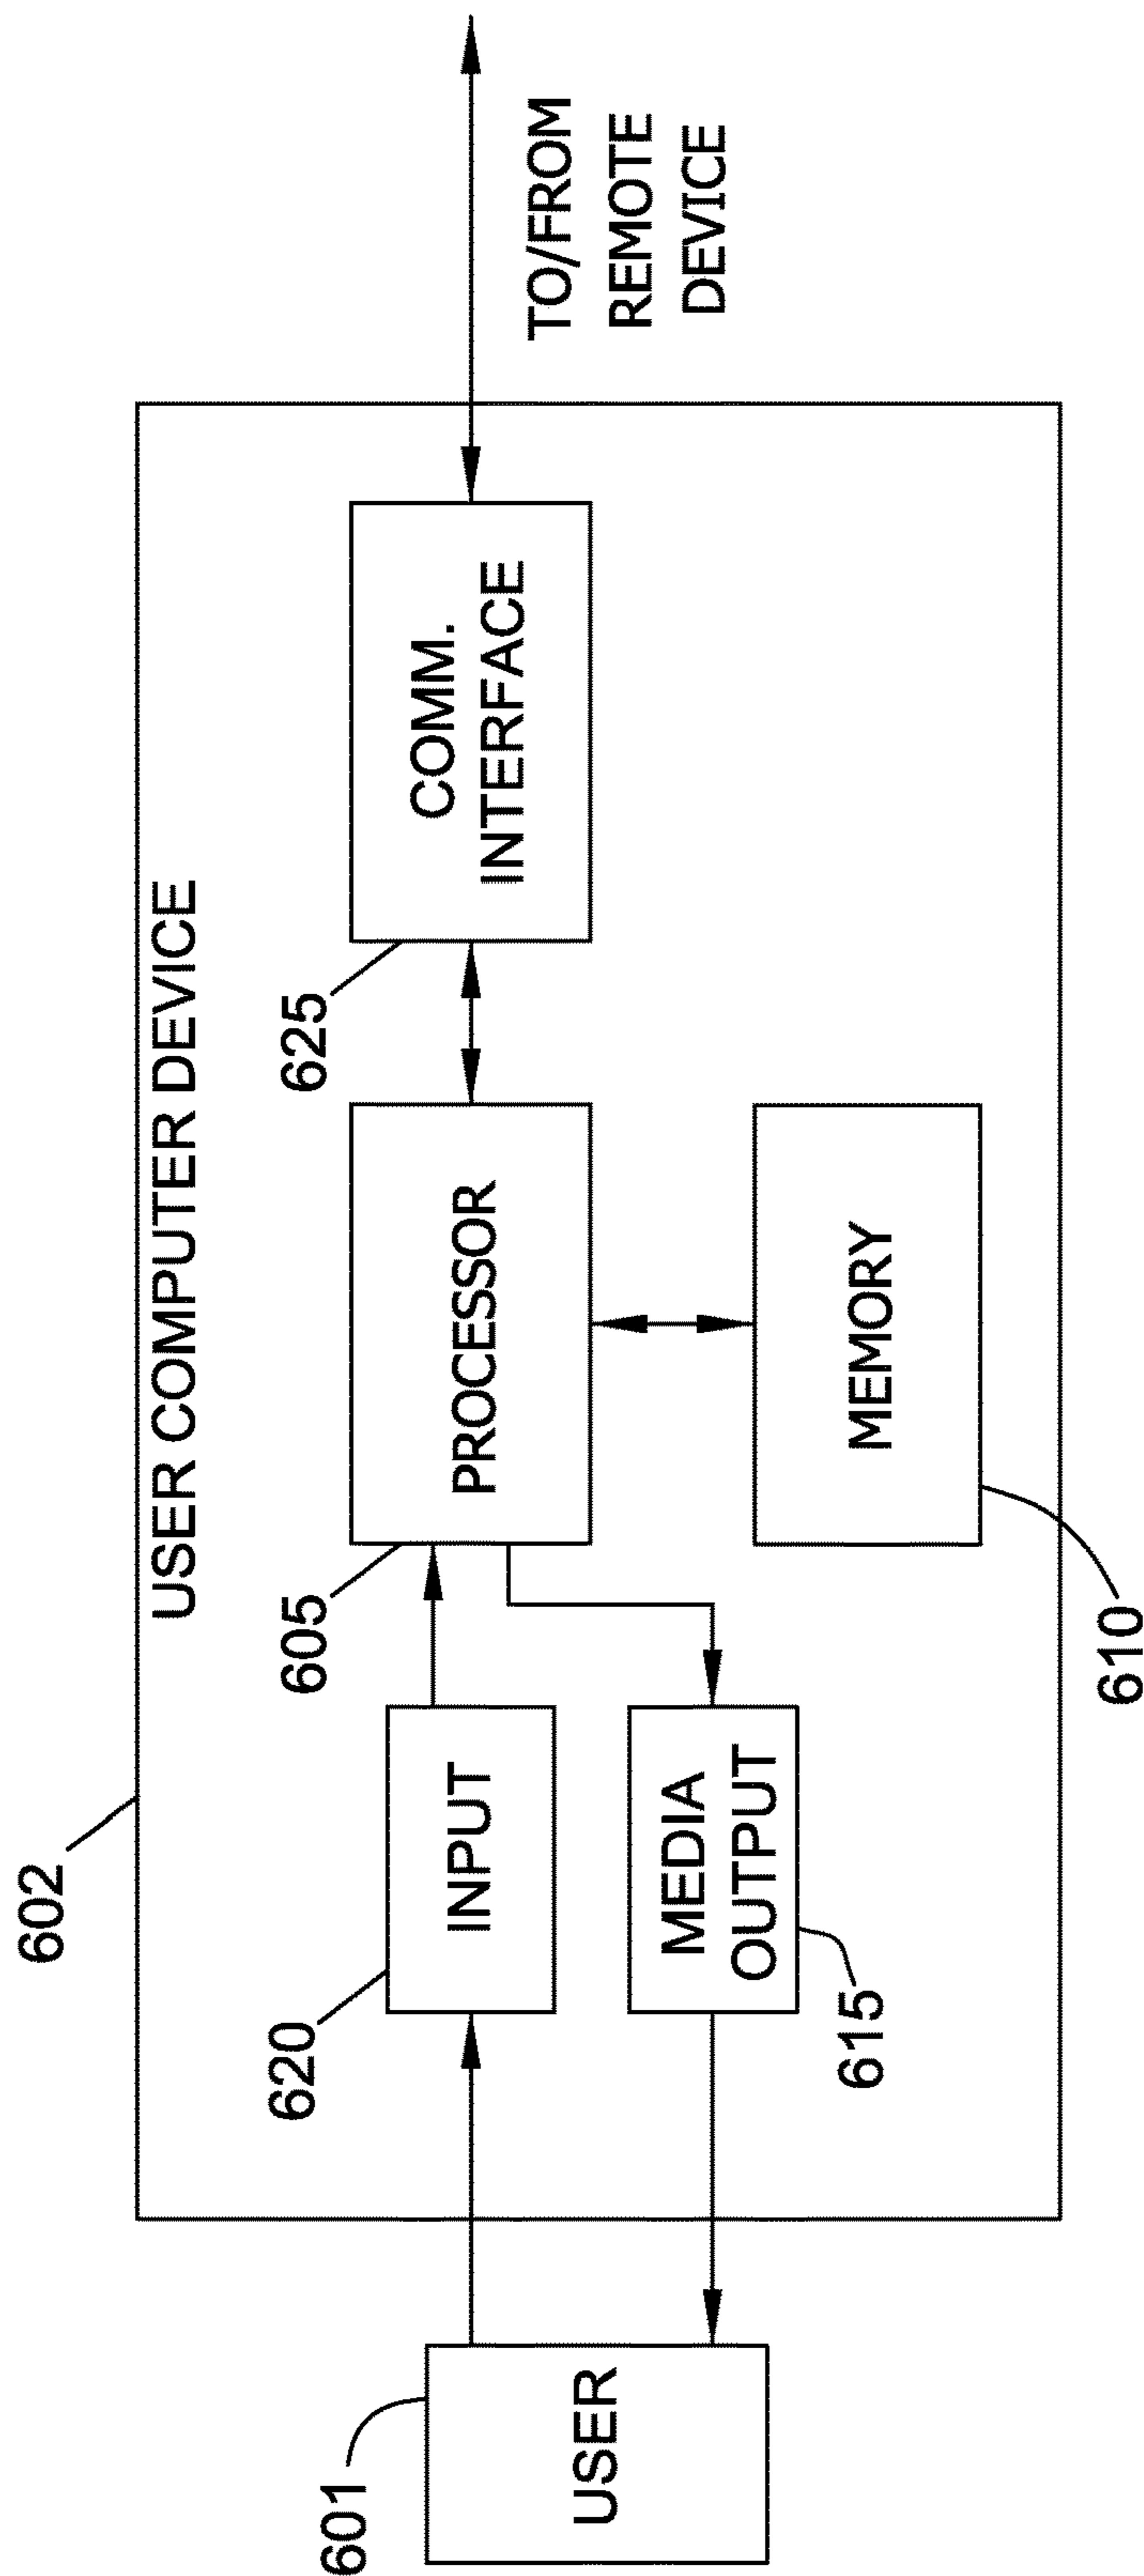 602
USER COMPUTER DEVICE
601
USER
620
INPUT
615
MEDIA
OUTPUT
605
PROCESSOR
610
MEMORY
625
COMM.
INTERFACE
TO/FROM
REMOTE
DEVICE